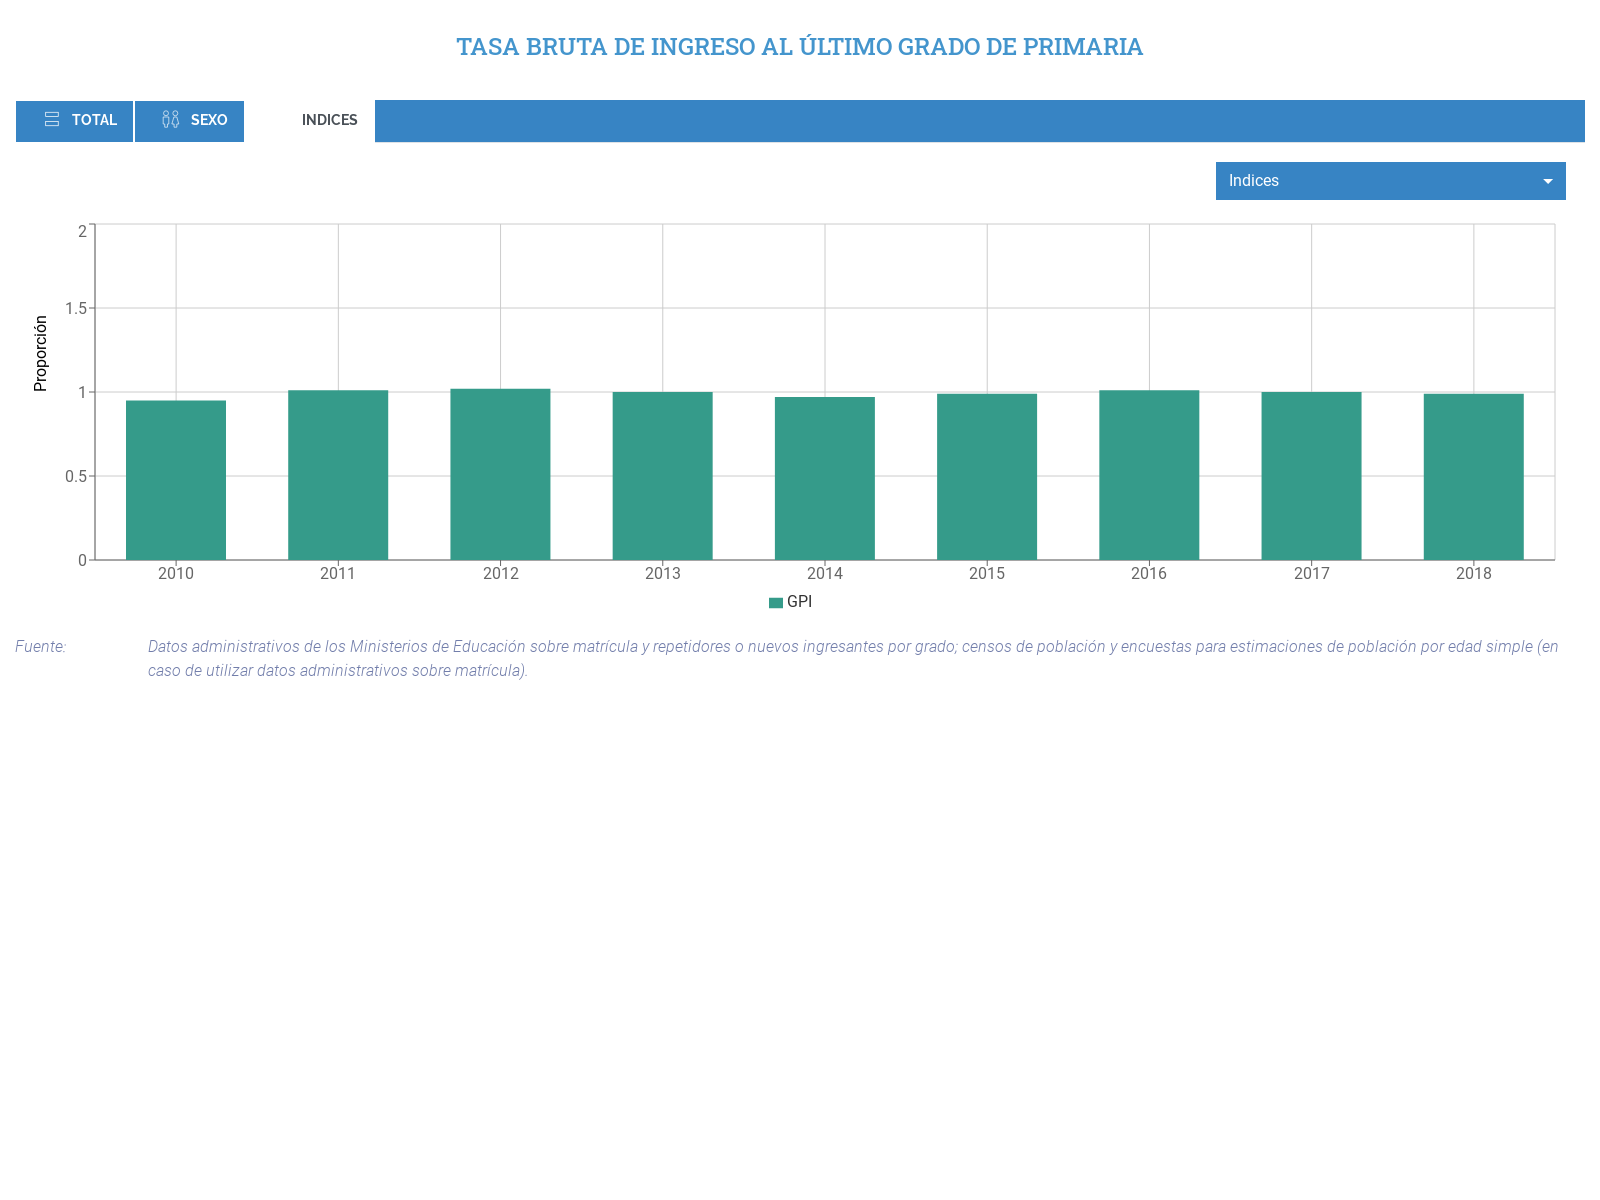 TASA BRUTA DE INGRESO AL ÚLTIMO GRADO DE PRIMARIA
TOTAL SEXO INDICES
Indices
2
1.5
1
0.5
0
Proporción
2010 2011 2012 2013 2014 2015 2016 2017 2018
GPI
Fuente: Datos administrativos de los Ministerios de Educación sobre matrícula y repetidores o nuevos ingresantes por grado; censos de población y encuestas para estimaciones de población por edad simple (en
caso de utilizar datos administrativos sobre matrícula).